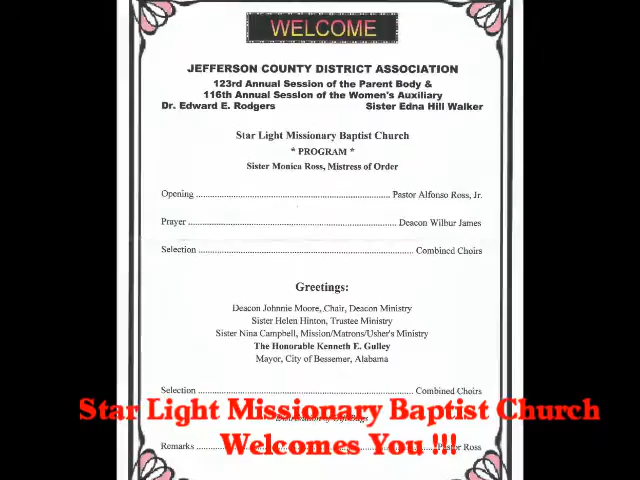 WELCOME
JEFFERSON COUNTY DISTRICT ASSOCIATION
123rd Annual Session of the Parent Body &
116th Annual Session of the Women's Auxiliary
Dr. Edward E. Rodgers Sister Edna Hill Walker
Star Light Missionary Baptist Church
* PROGRAM *
Sister Monica Ross, Mistress of Order
Opening ........ Pastor Alfonso Ross, Jr.
Prayer ........ Deacon Wilbur James
Selection ........ Combined Choirs
Greetings:
Deacon Johnnie Moore, Chair, Deacon Ministry
Sister Helen Hinton, Trustee Ministry
Sister Nina Campbell, Mission/Matrons/Usher's Ministry
The Honorable Kenneth E. Gulley
Mayor, City of Bessemer, Alabama
Selection ........ Combined Choirs
Star Light Missionary Baptist Church
Welcomes You !!!
Remarks ........ Pastor Ross